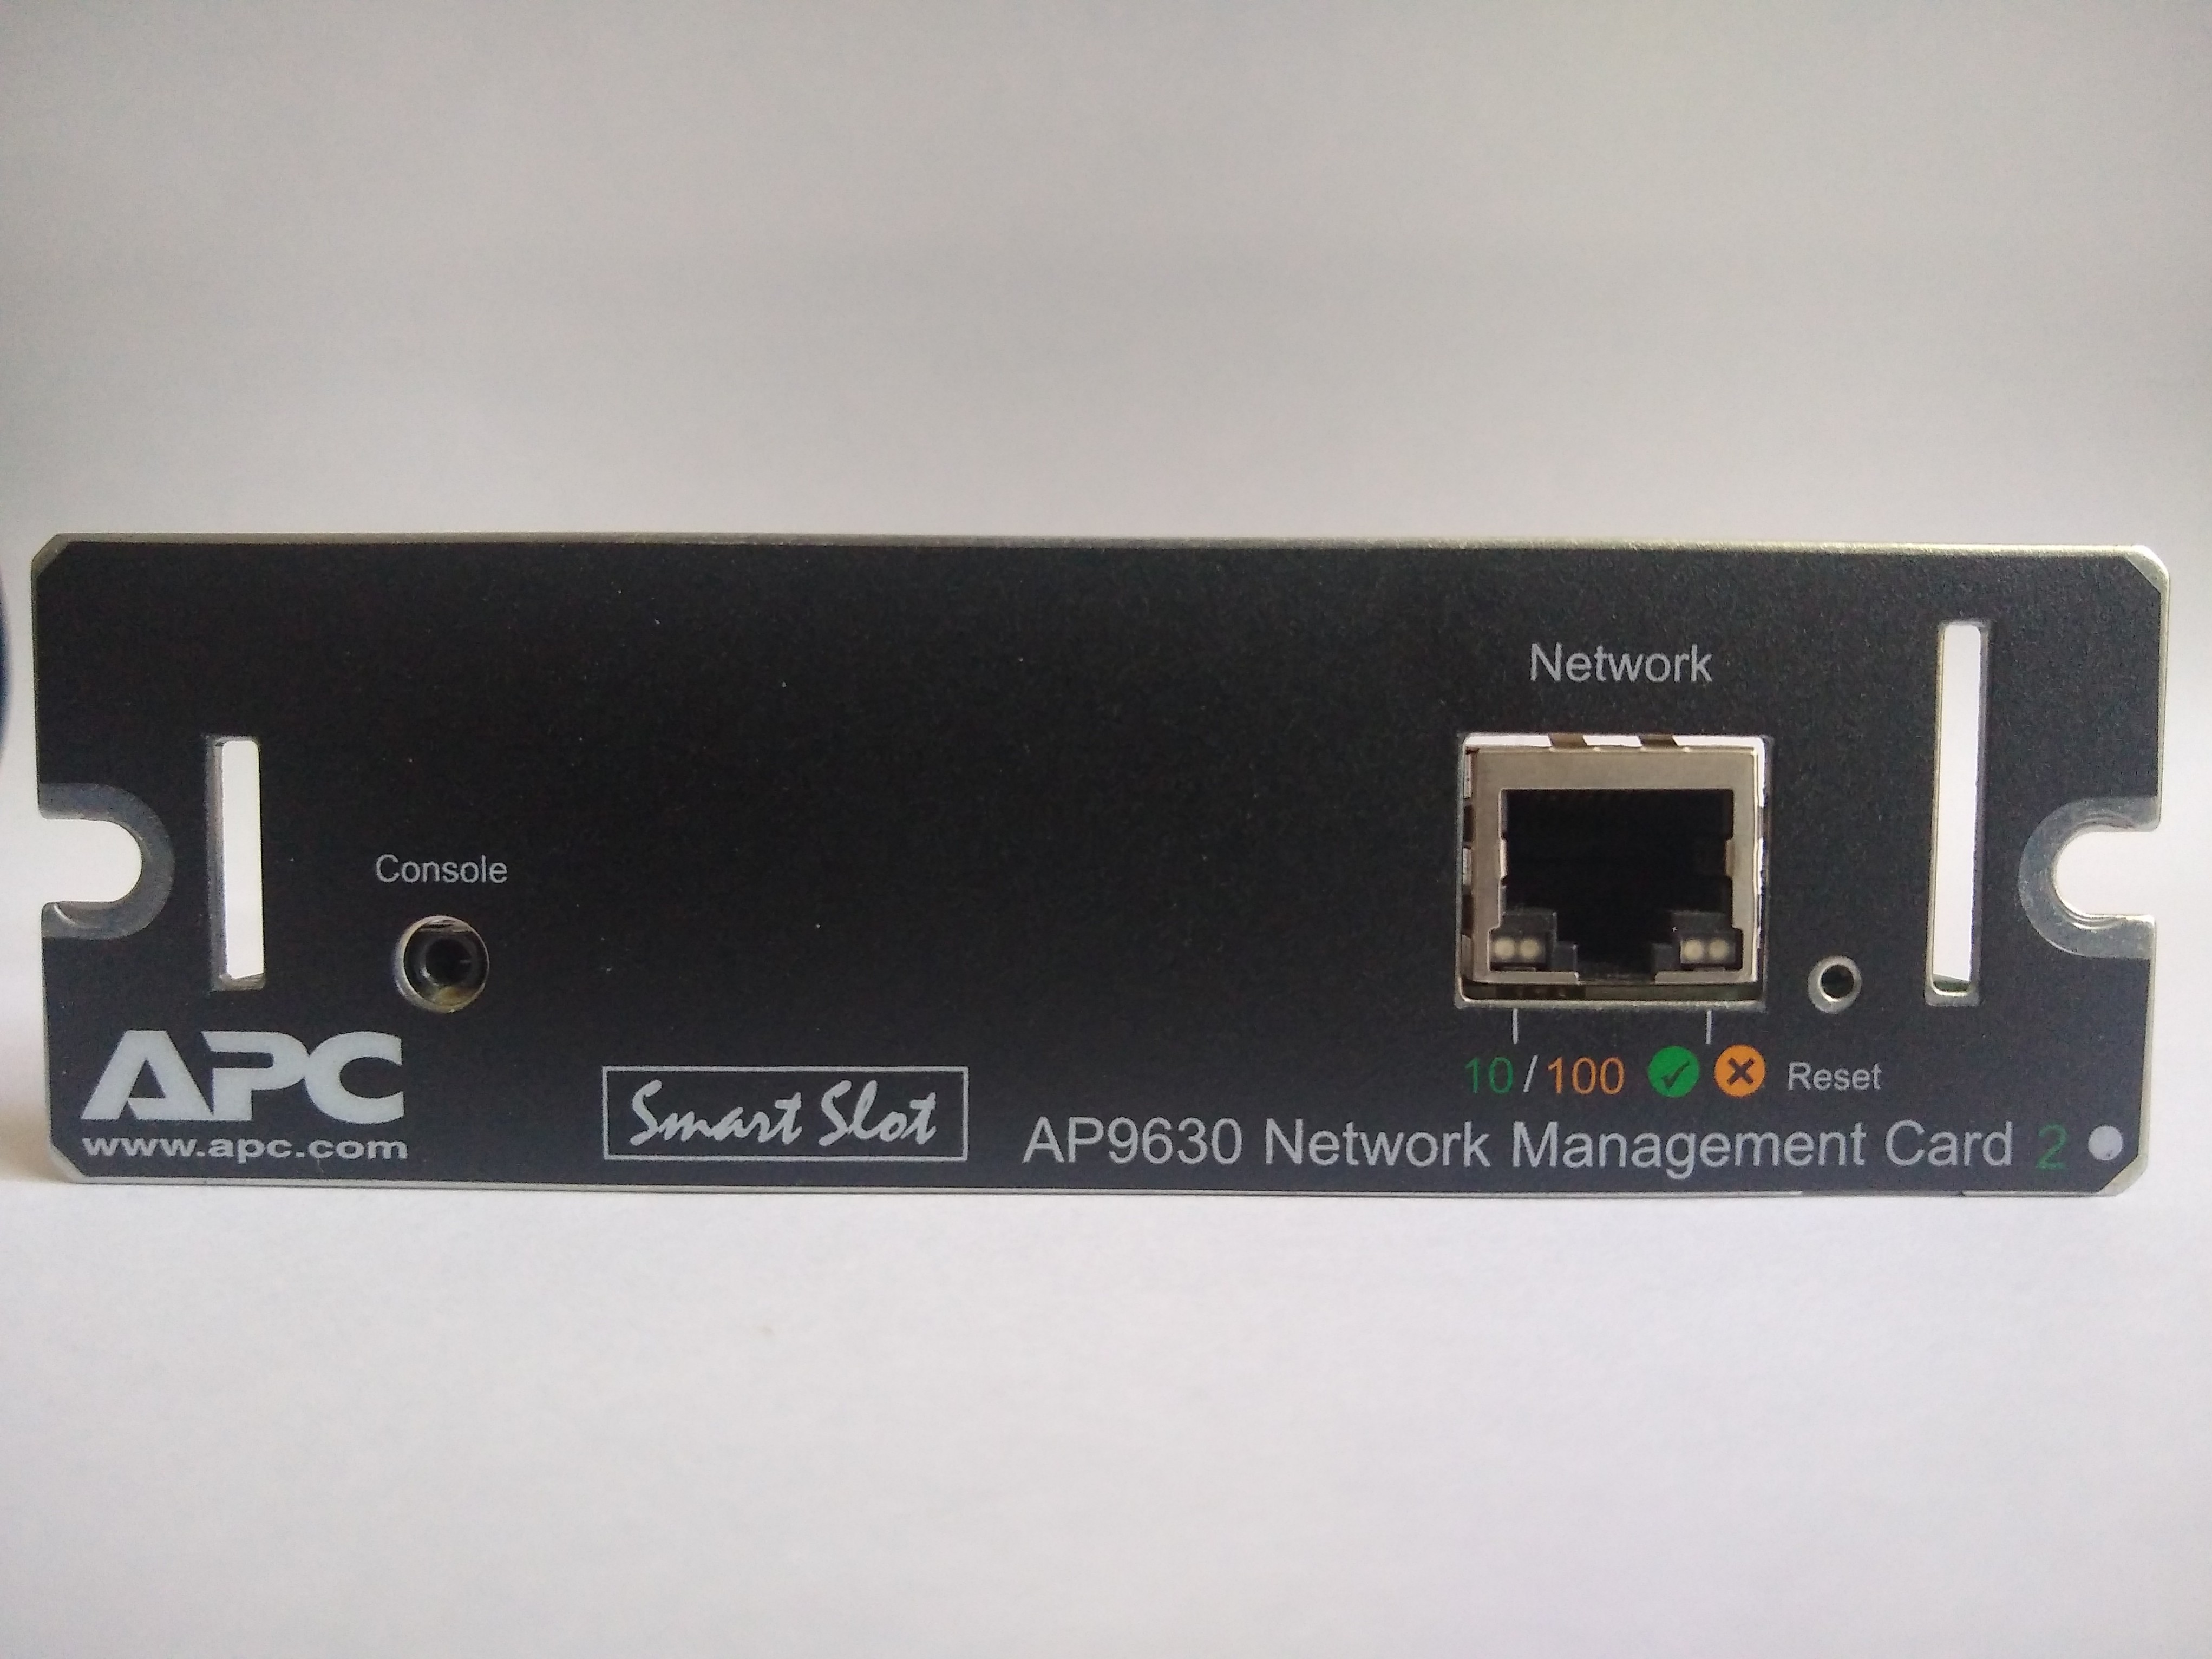 Network
Console
10/100 Reset
APC
www.apc.com
Smart Slot
AP9630 Network Management Card 2